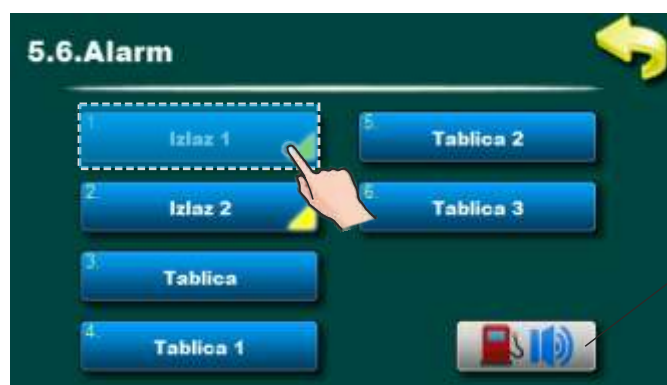 5.6.Alarm
1.
Izlaz 1
2.
Izlaz 2
3.
Tablica
4.
Tablica 1
5.
Tablica 2
6.
Tablica 3